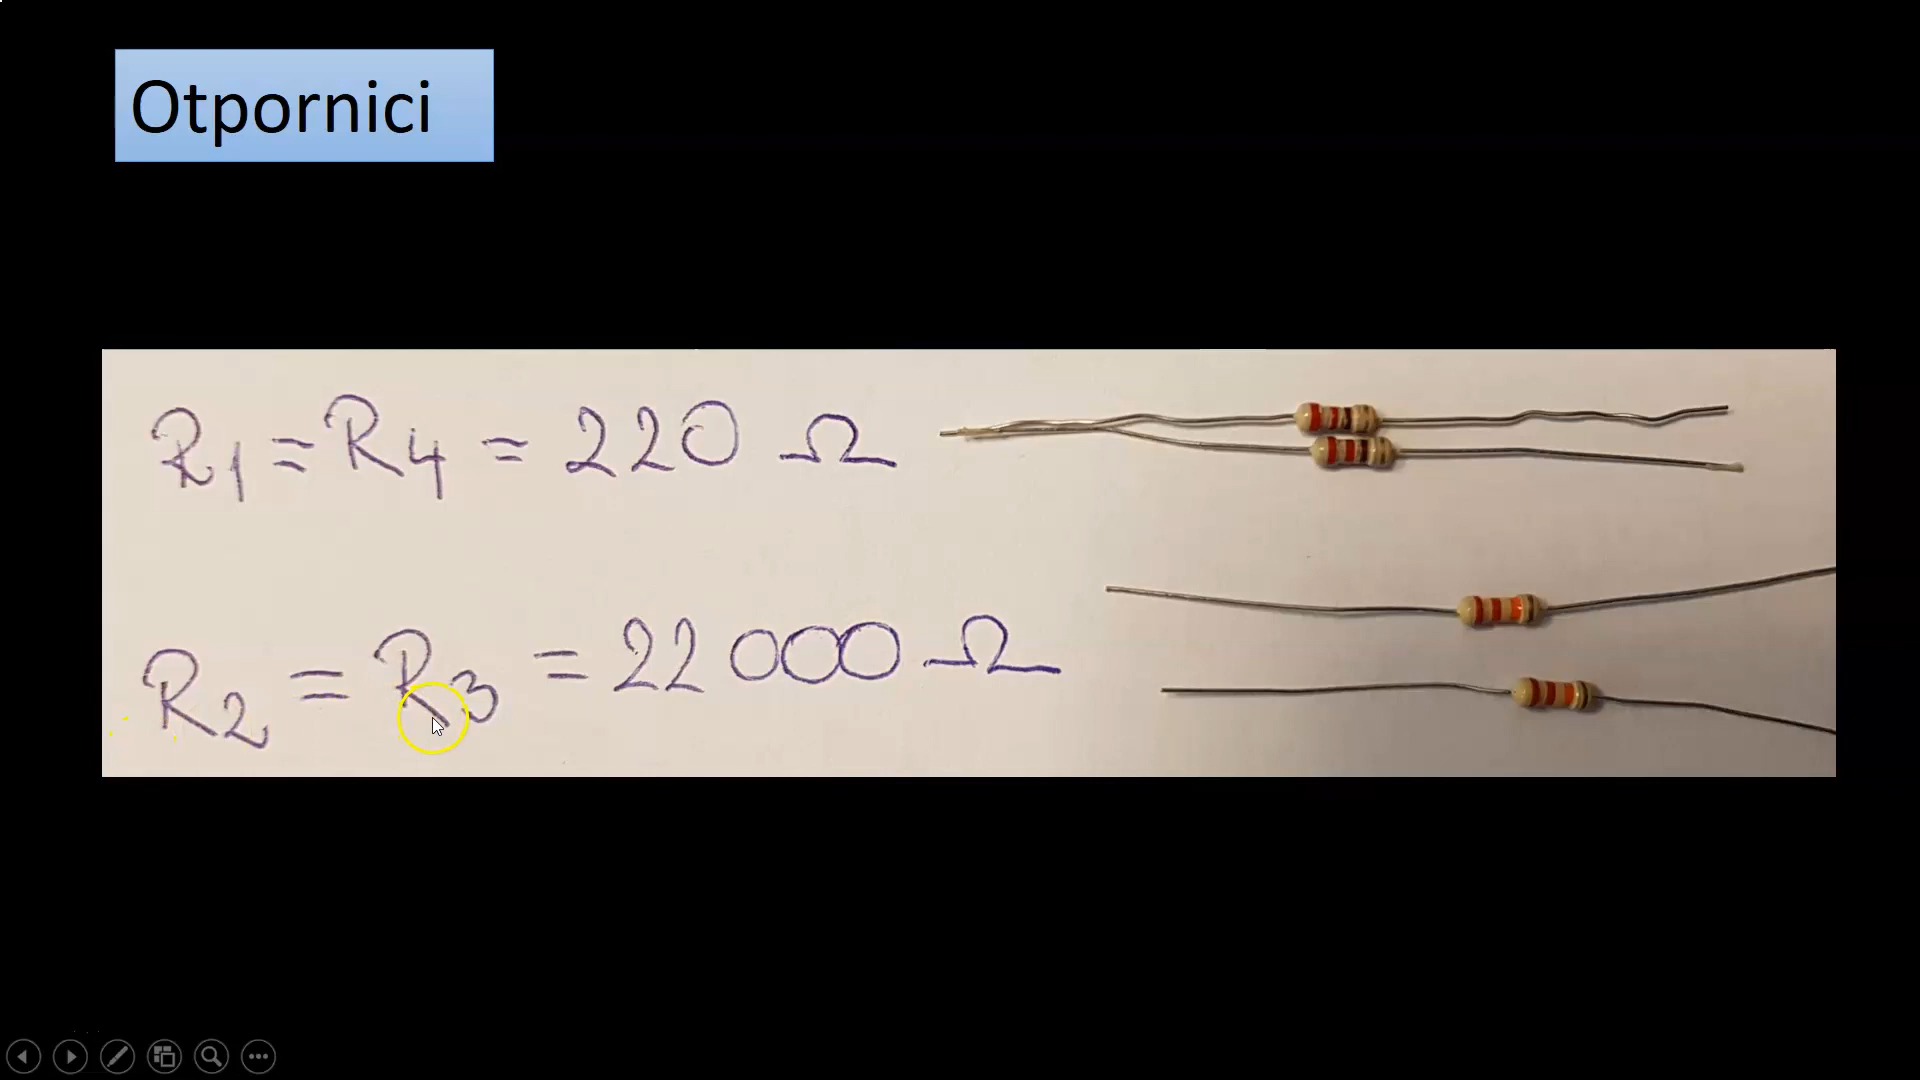 Otpornici
R1 = R4 = 220 Ω
R2 = R3 = 22 000 Ω